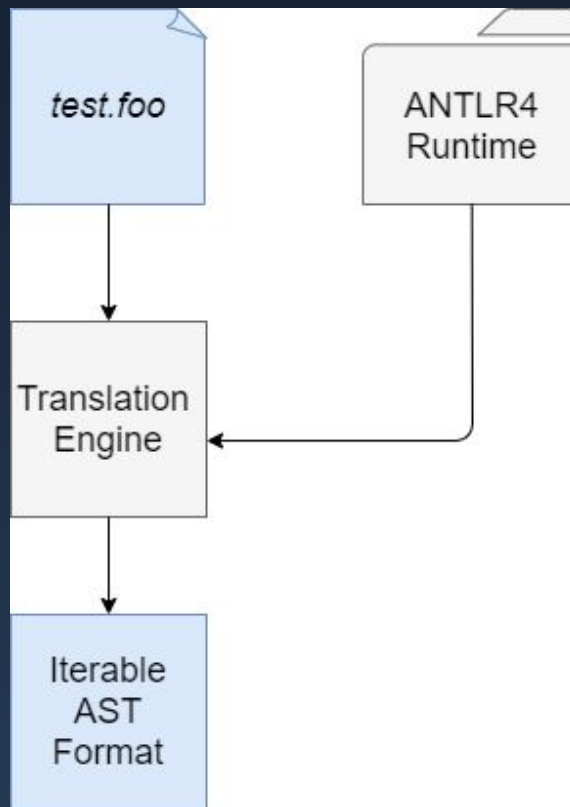 test.foo
ANTLR4
Runtime
Translation
Engine
Iterable
AST
Format